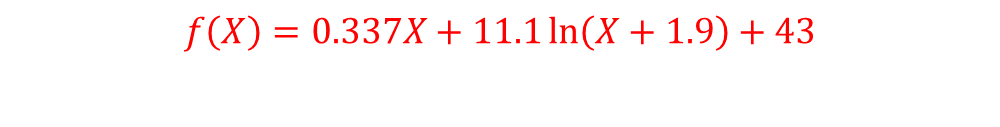 f(X) = 0.337X + 11.1 ln(X + 1.9) + 43